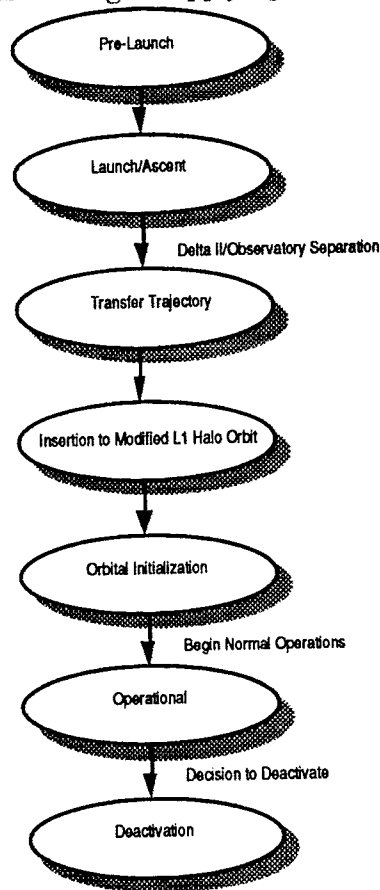 Pre-Launch
Launch/Ascent
Delta II/Observatory Separation
Transfer Trajectory
Insertion to Modified L1 Halo Orbit
Orbital Initialization
Begin Normal Operations
Operational
Decision to Deactivate
Deactivation